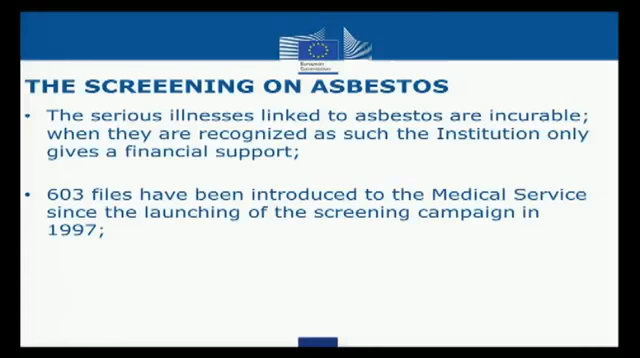 European
Commission
THE SCREEENING ON ASBESTOS
• The serious illnesses linked to asbestos are incurable;
when they are recognized as such the Institution only
gives a financial support;
• 603 files have been introduced to the Medical Service
since the launching of the screening campaign in
1997;